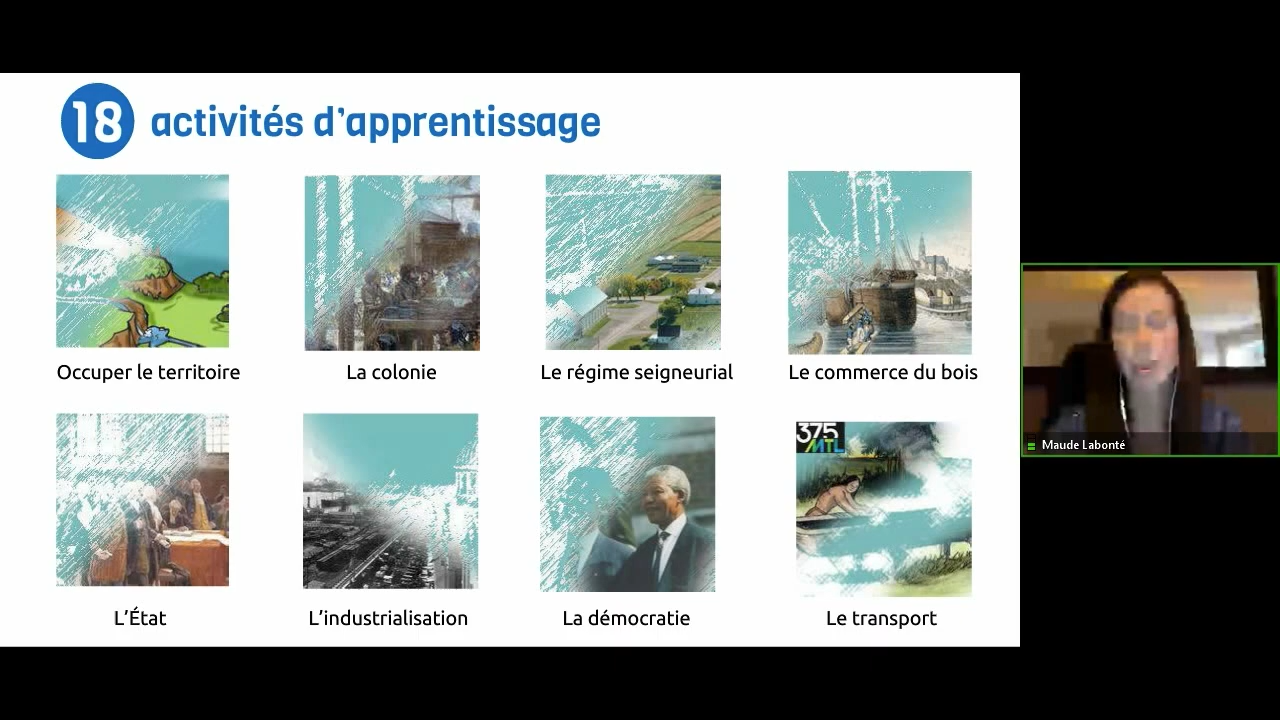 18 activités d’apprentissage
Occuper le territoire
La colonie
Le régime seigneurial
Le commerce du bois
375
MTL
L’État
L’industrialisation
La démocratie
Le transport
Maude Labonté